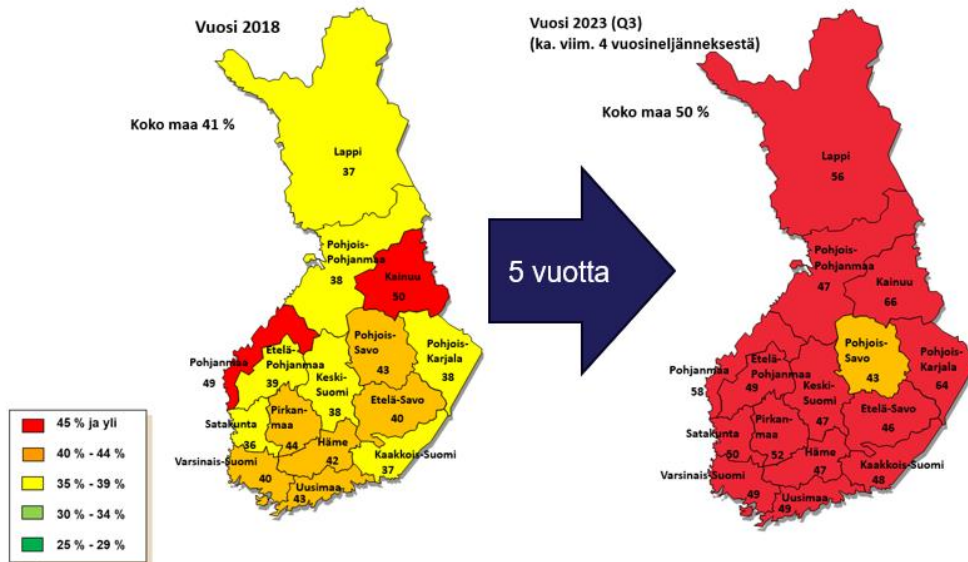 Vuosi 2018
Koko maa 41 %
Lappi
37
Pohjois-
Pohjanmaa
38
Kainuu
50
Pohjanmaa
49
Etelä-
Pohjanmaa
39
Keski-
Suomi
38
Pohjois-
Savo
43
Pohjois-
Karjala
38
Etelä-Savo
40
Pirkan-
maa
44
Satakunta
36
Häme
42
Kaakkois-Suomi
37
Varsinais-Suomi
40
Uusimaa
43
45 % ja yli
40 % - 44 %
35 % - 39 %
30 % - 34 %
25 % - 29 %
5 vuotta
Vuosi 2023 (Q3)
(ka. viim. 4 vuosineljänneksestä)
Koko maa 50 %
Lappi
56
Pohjois-
Pohjanmaa
47
Kainuu
66
Pohjanmaa
58
Etelä-
Pohjanmaa
49
Keski-
Suomi
47
Pohjois-
Savo
43
Pohjois-
Karjala
64
Etelä-Savo
46
Pirkan-
maa
52
Satakunta
50
Häme
47
Kaakkois-Suomi
48
Varsinais-Suomi
49
Uusimaa
49